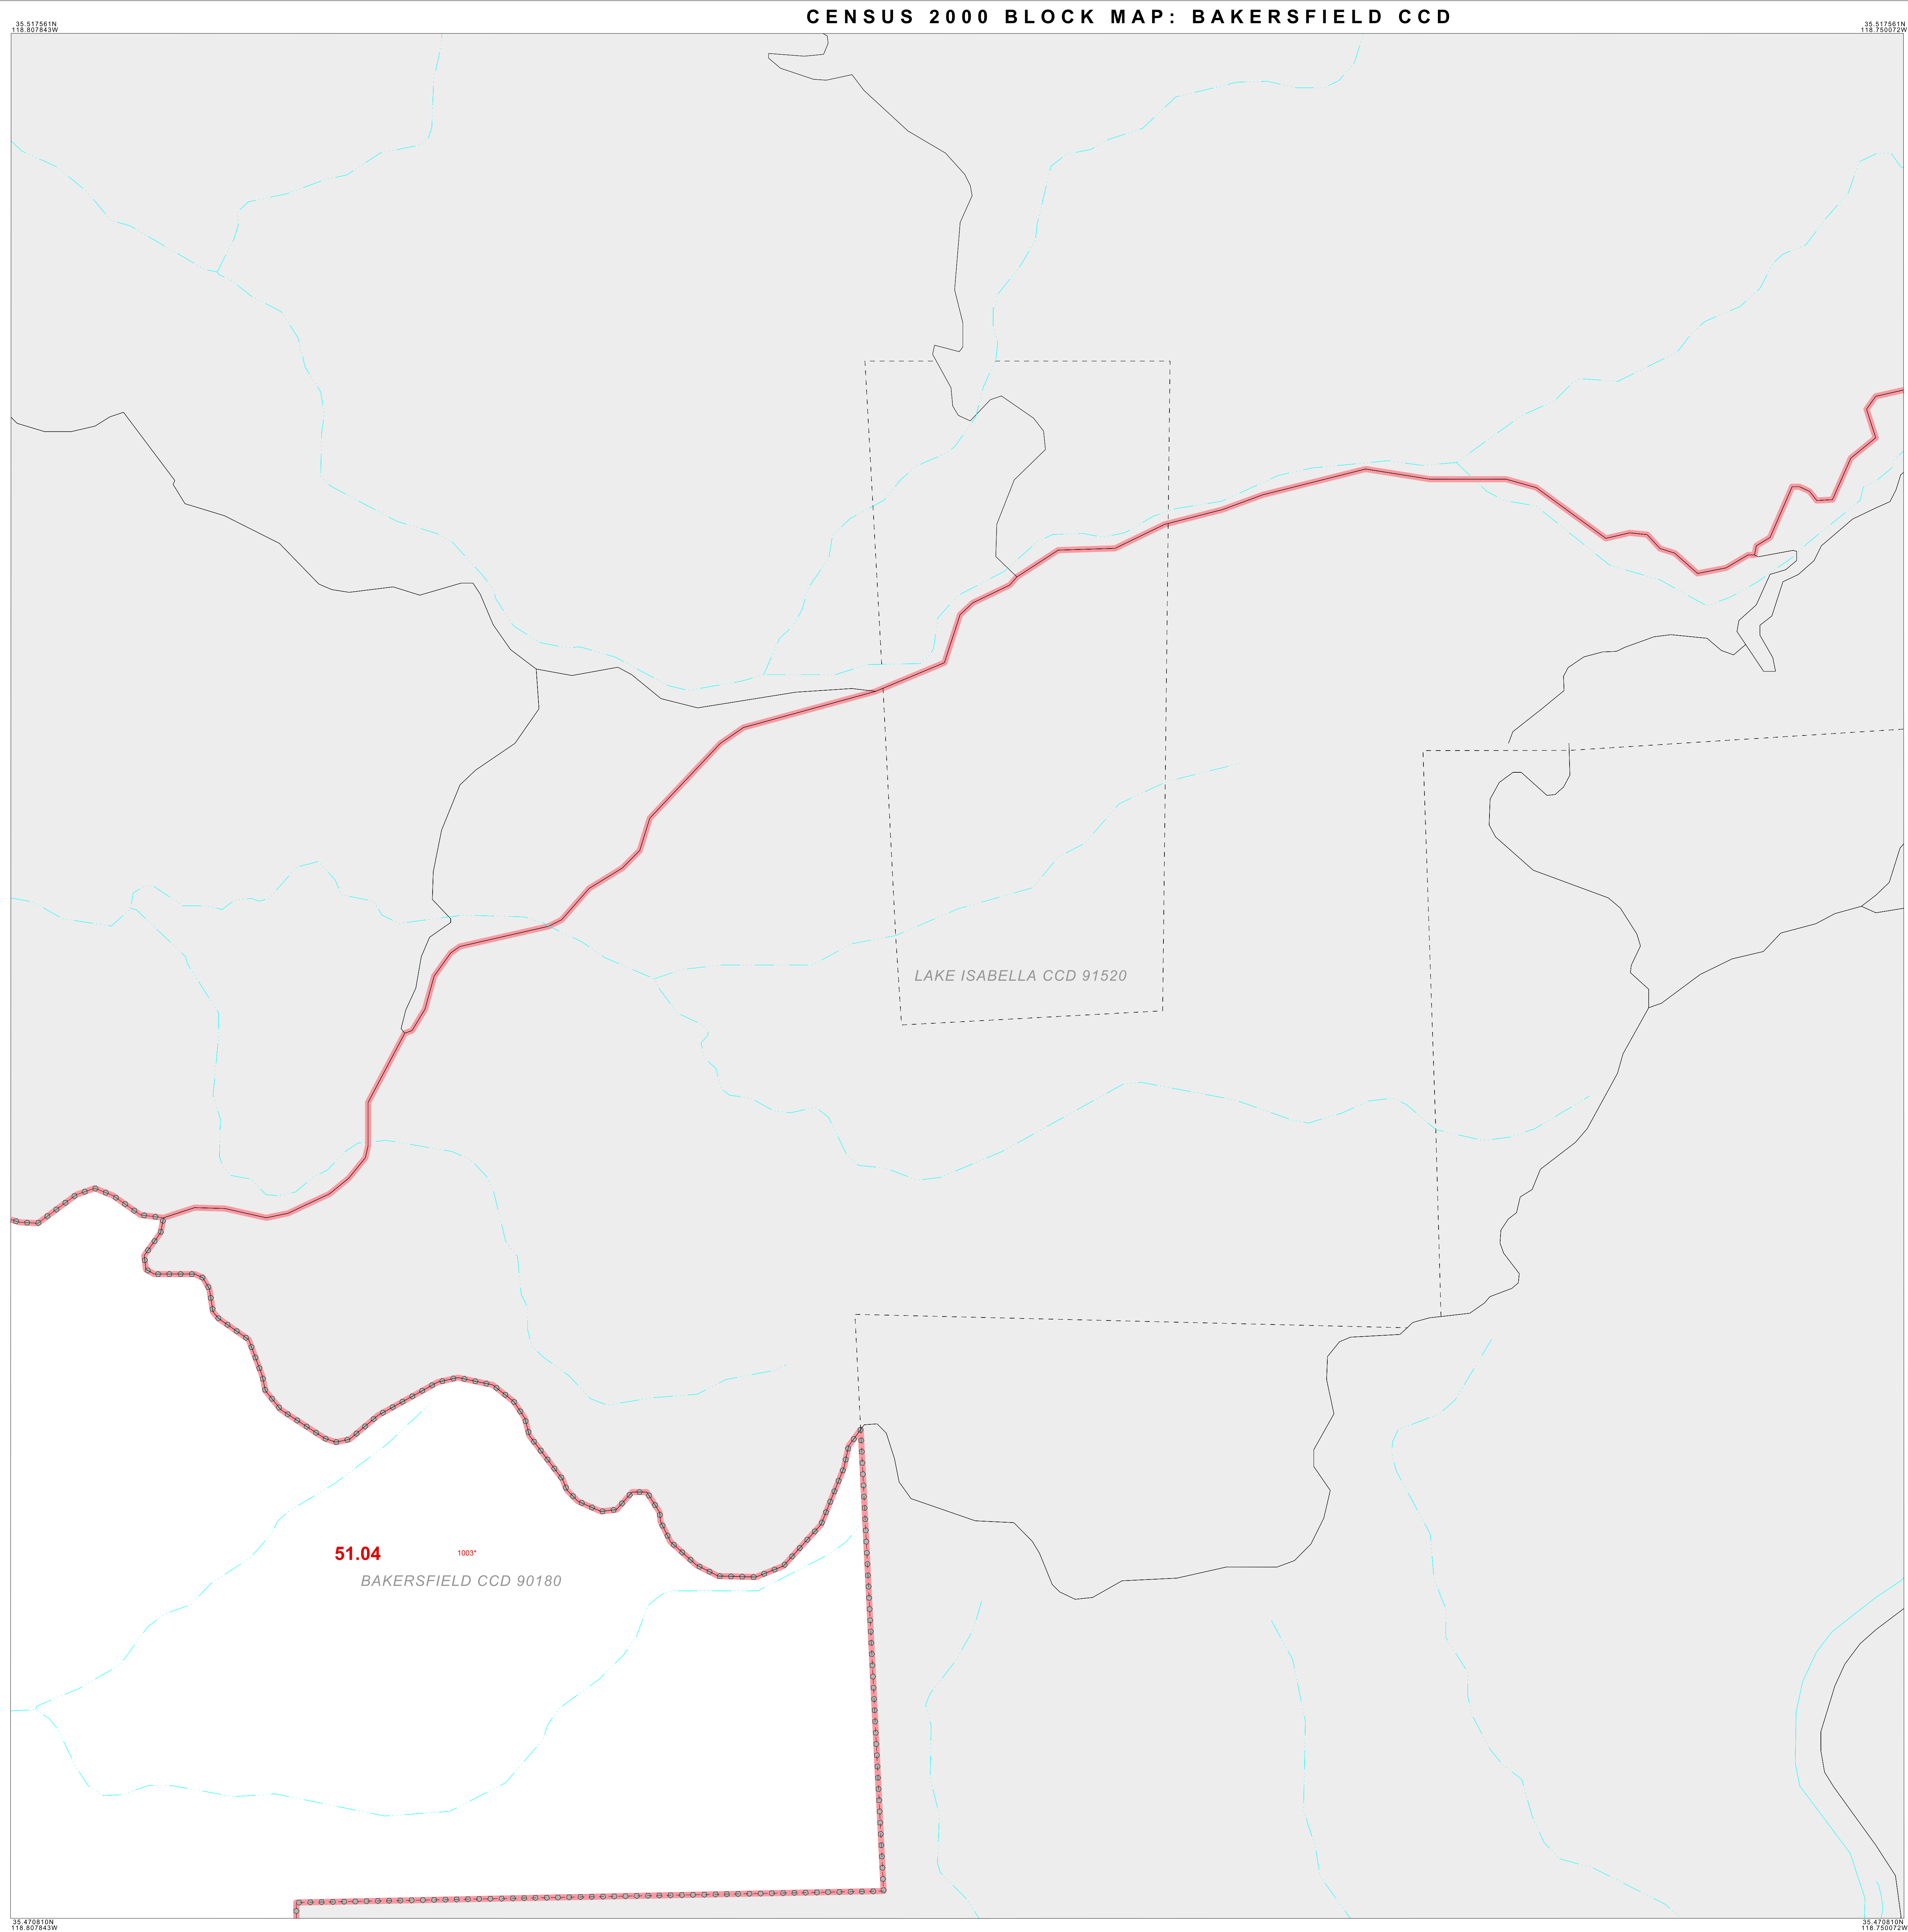 CENSUS 2000 BLOCK MAP: BAKERSFIELD CCD
35.517561N
118.807843W
35.517561N
118.750072W
LAKE ISABELLA CCD 91520
51.04
1003*
BAKERSFIELD CCD 90180
35.470810N
118.807843W
35.470810N
118.750072W